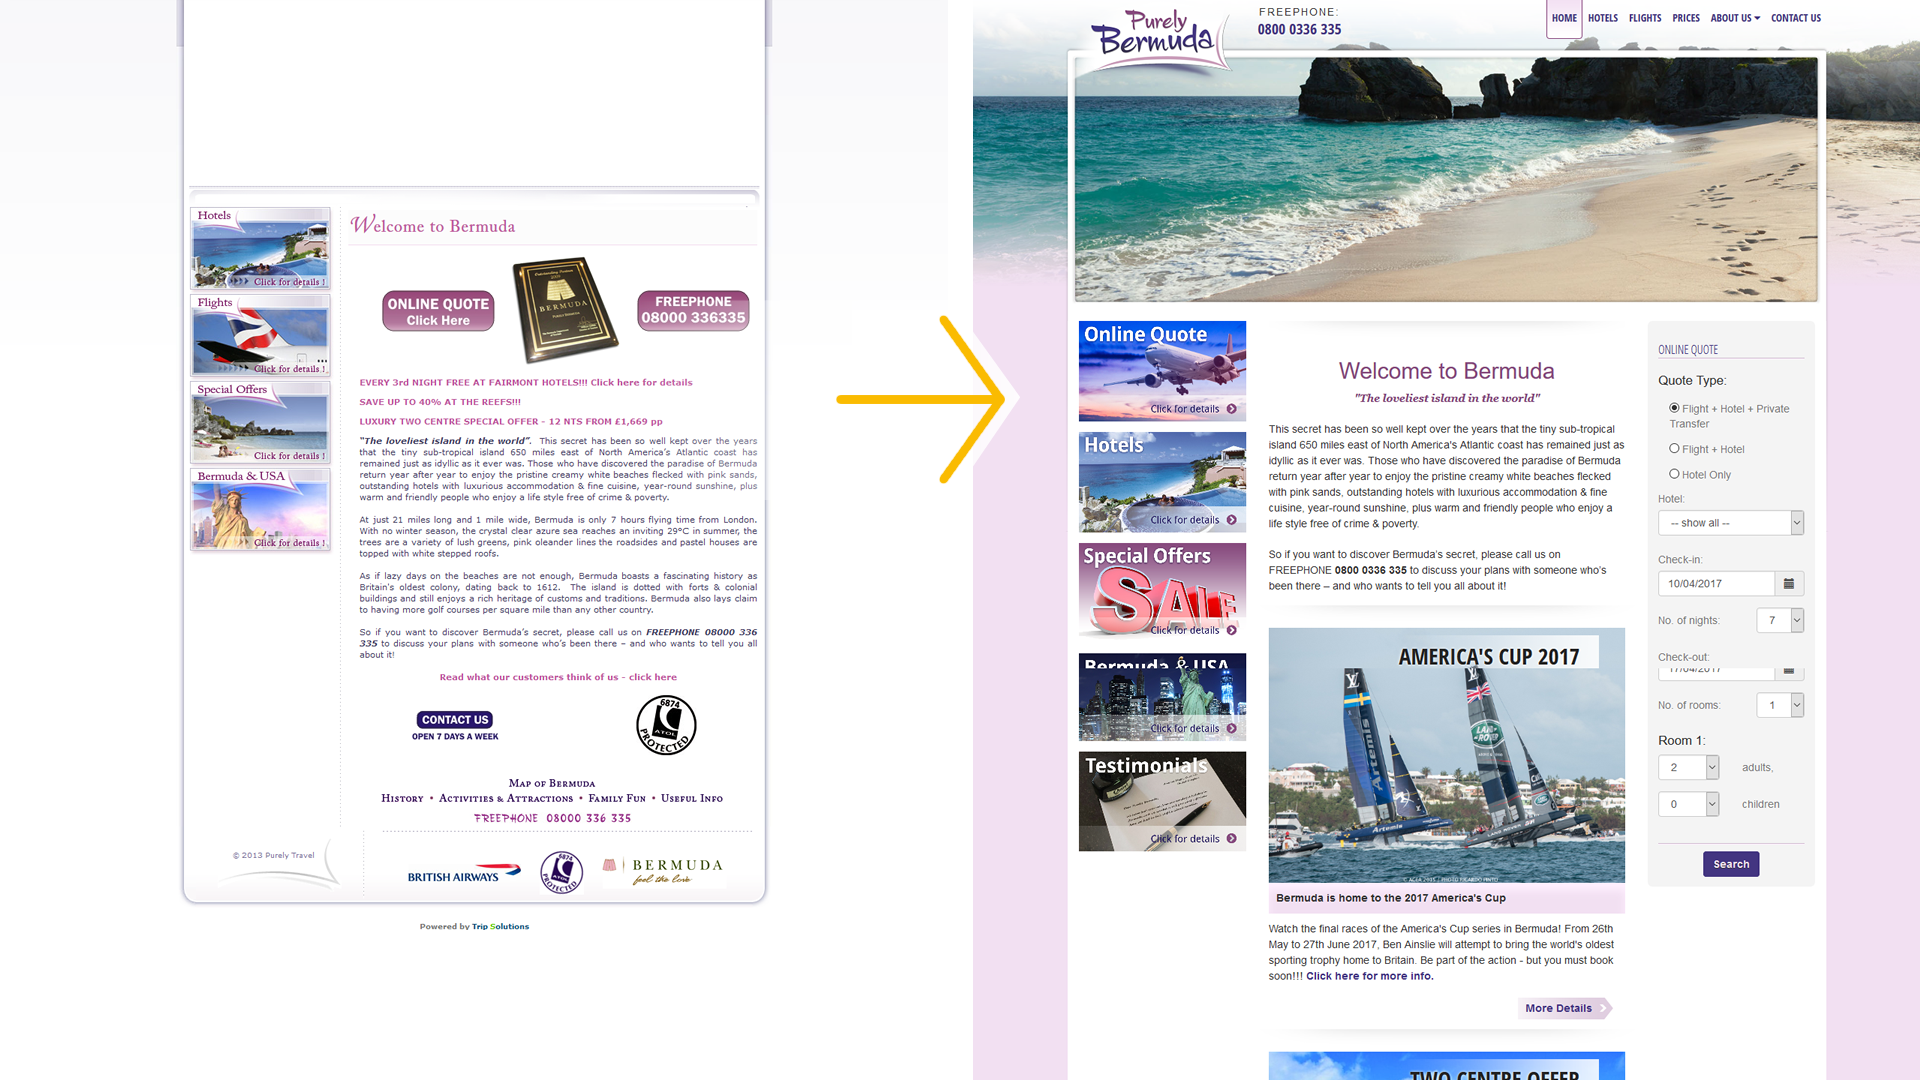 Hotels
Click for details !
Flights
Click for details !
Special Offers
Click for details !
Bermuda & USA
Click for details !
Welcome to Bermuda
ONLINE QUOTE
Click Here
BERMUDA
FREEPHONE
08000 336335
EVERY 3rd NIGHT FREE AT FAIRMONT HOTELS!!! Click here for details
SAVE UP TO 40% AT THE REEFS!!!
LUXURY TWO CENTRE SPECIAL OFFER - 12 NTS FROM £1,669 pp
"The loveliest island in the world". This secret has been so well kept over the years
that the tiny sub-tropical island 650 miles east of North America's Atlantic coast has
remained just as idyllic as it ever was. Those who have discovered the paradise of Bermuda
return year after year to enjoy the pristine creamy white beaches flecked with pink sands,
outstanding hotels with luxurious accommodation & fine cuisine, year-round sunshine, plus
warm and friendly people who enjoy a life style free of crime & poverty.
At just 21 miles long and 1 mile wide, Bermuda is only 7 hours flying time from London.
With no winter season, the crystal clear azure sea reaches an inviting 29°C in summer, the
trees are a variety of lush greens, pink oleander lines the roadsides and pastel houses are
topped with white stepped roofs.
As if lazy days on the beaches are not enough, Bermuda boasts a fascinating history as
Britain's oldest colony, dating back to 1612. The island is dotted with forts & colonial
buildings and still enjoys a rich heritage of customs and traditions. Bermuda also lays claim
to having more golf courses per square mile than any other country.
So if you want to discover Bermuda's secret, please call us on FREEPHONE 08000 336
335 to discuss your plans with someone who's been there – and who wants to tell you all
about it!
Read what our customers think of us - click here
CONTACT US
OPEN 7 DAYS A WEEK
6874
ATOL
PROTECTED
Map of Bermuda
History • Activities & Attractions • Family Fun • Useful Info
FREEPHONE 08000 336 335
© 2013 Purely Travel
BRITISH AIRWAYS
6874
ATOL
PROTECTED
BERMUDA
feel the love
Powered by Trip Solutions
Purely
Bermuda
FREEPHONE:
0800 0336 335
HOME
HOTELS
FLIGHTS
PRICES
ABOUT US
CONTACT US
Online Quote
Click for details
Hotels
Click for details
Special Offers
SALE
Click for details
Bermuda & USA
Click for details
Testimonials
Click for details
Welcome to Bermuda
"The loveliest island in the world"
This secret has been so well kept over the years that the tiny sub-tropical
island 650 miles east of North America's Atlantic coast has remained just as
idyllic as it ever was. Those who have discovered the paradise of Bermuda
return year after year to enjoy the pristine creamy white beaches flecked
with pink sands, outstanding hotels with luxurious accommodation & fine
cuisine, year-round sunshine, plus warm and friendly people who enjoy a
life style free of crime & poverty.
So if you want to discover Bermuda's secret, please call us on
FREEPHONE 0800 0336 335 to discuss your plans with someone who's
been there – and who wants to tell you all about it!
AMERICA'S CUP 2017
Artemis
LAND ROVER
Artemis
© ACEA 2015 / PHOTO RICARDO PINTO
Bermuda is home to the 2017 America's Cup
Watch the final races of the America's Cup series in Bermuda! From 26th
May to 27th June 2017, Ben Ainslie will attempt to bring the world's oldest
sporting trophy home to Britain. Be part of the action - but you must book
soon!!! Click here for more info.
More Details
TWO CENTRE OFFER
ONLINE QUOTE
Quote Type:
Flight + Hotel + Private
Transfer
Flight + Hotel
Hotel Only
Hotel:
-- show all --
Check-in:
10/04/2017
No. of nights:
7
Check-out:
17/04/2017
No. of rooms:
1
Room 1:
2
adults,
0
children
Search